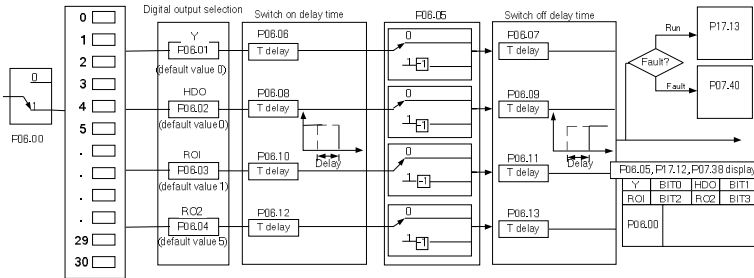 Digital output selection
Switch on delay time
P06.05
Switch off delay time
0
1
2
3
4
5
.
.
.
.
29
30
0
1
P06.00
Y
P06.01
(default value 0)
HDO
P06.02
(default value 0)
RO1
P06.03
(default value 1)
RO2
P06.04
(default value 5)
P06.06
T delay
P06.08
T delay
Delay
P06.10
T delay
P06.12
T delay
0
1
-1
0
1
-1
0
1
-1
0
1
-1
P06.07
T delay
P06.09
T delay
Delay
P06.11
T delay
P06.13
T delay
Run
P17.13
Fault?
Fault
P07.40
P06.05, P17.12, P07.38 display
Y BIT0 HDO BIT1
RO1 BIT2 RO2 BIT3
P06.00